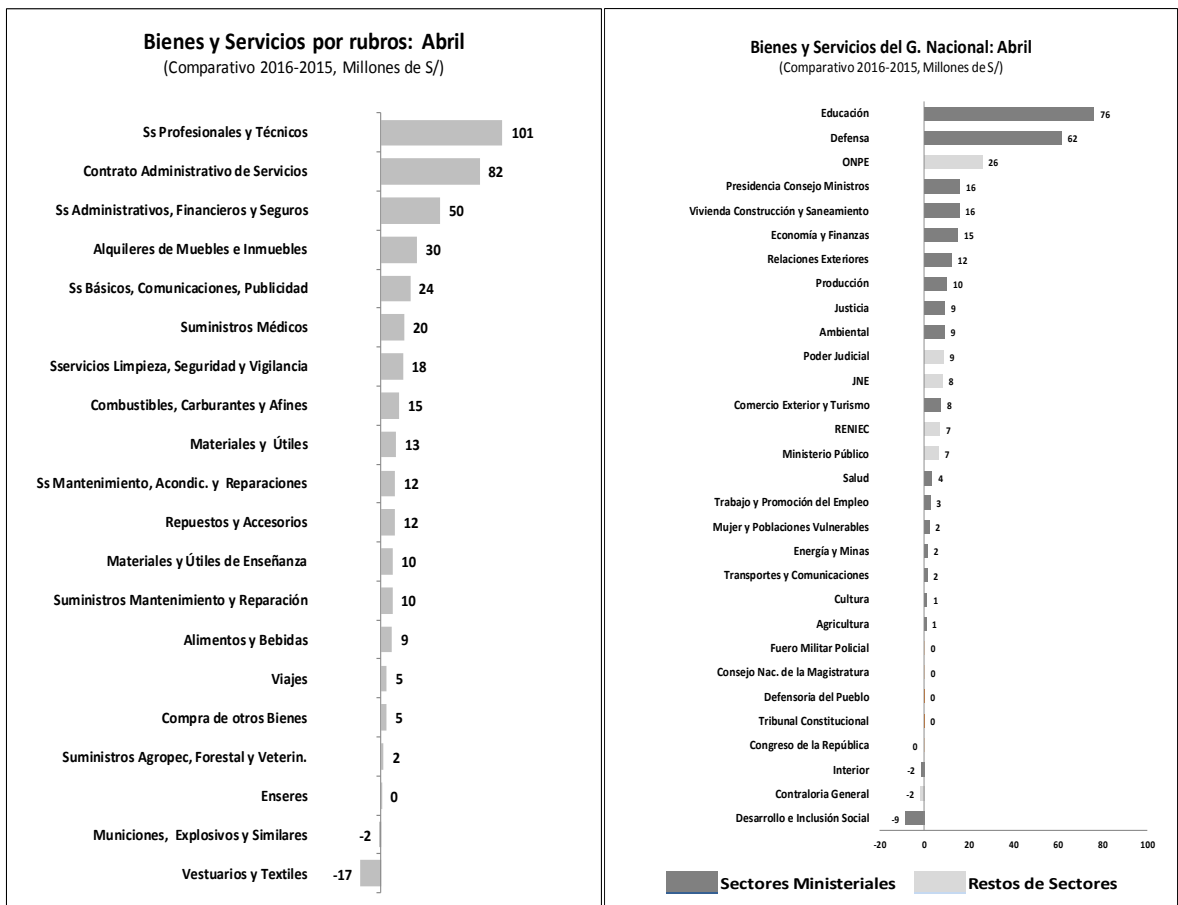 Bienes y Servicios por rubros: Abril
(Comparativo 2016-2015, Millones de S/)
Ss Profesionales y Técnicos 101
Contrato Administrativo de Servicios 82
Ss Administrativos, Financieros y Seguros 50
Alquileres de Muebles e Inmuebles 30
Ss Básicos, Comunicaciones, Publicidad 24
Suministros Médicos 20
Sservicios Limpieza, Seguridad y Vigilancia 18
Combustibles, Carburantes y Afines 15
Materiales y Útiles 13
Ss Mantenimiento, Acondic. y Reparaciones 12
Repuestos y Accesorios 12
Materiales y Útiles de Enseñanza 10
Suministros Mantenimiento y Reparación 10
Alimentos y Bebidas 9
Viajes 5
Compra de otros Bienes 5
Suministros Agropec, Forestal y Veterin. 2
Enseres 0
Municiones, Explosivos y Similares -2
Vestuarios y Textiles -17
Bienes y Servicios del G. Nacional: Abril
(Comparativo 2016-2015, Millones de S/)
Educación 76
Defensa 62
ONPE 26
Presidencia Consejo Ministros 16
Vivienda Construcción y Saneamiento 16
Economía y Finanzas 15
Relaciones Exteriores 12
Producción 10
Justicia 9
Ambiental 9
Poder Judicial 9
JNE 8
Comercio Exterior y Turismo 8
RENIEC 7
Ministerio Público 7
Salud 4
Trabajo y Promoción del Empleo 3
Mujer y Poblaciones Vulnerables 2
Energía y Minas 2
Transportes y Comunicaciones 2
Cultura 1
Agricultura 1
Fuero Militar Policial 0
Consejo Nac. de la Magistratura 0
Defensoria del Pueblo 0
Tribunal Constitucional 0
Congreso de la República 0
Interior -2
Contraloria General -2
Desarrollo e Inclusión Social -9
-20 0 20 40 60 80 100
Sectores Ministeriales Restos de Sectores